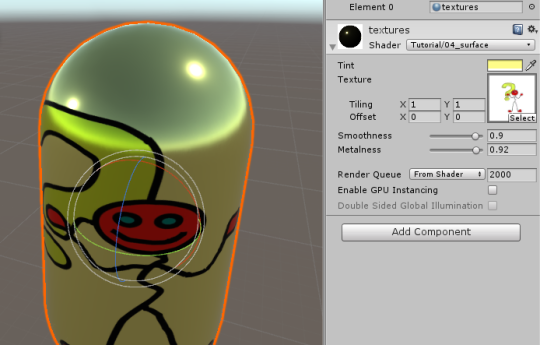 Element 0 textures
textures
Shader Tutorial/04_surface
Tint
Texture
Tiling X 1 Y 1
Offset X 0 Y 0
Select
Smoothness 0.9
Metalness 0.92
Render Queue From Shader 2000
Enable GPU Instancing
Double Sided Global Illumination
Add Component